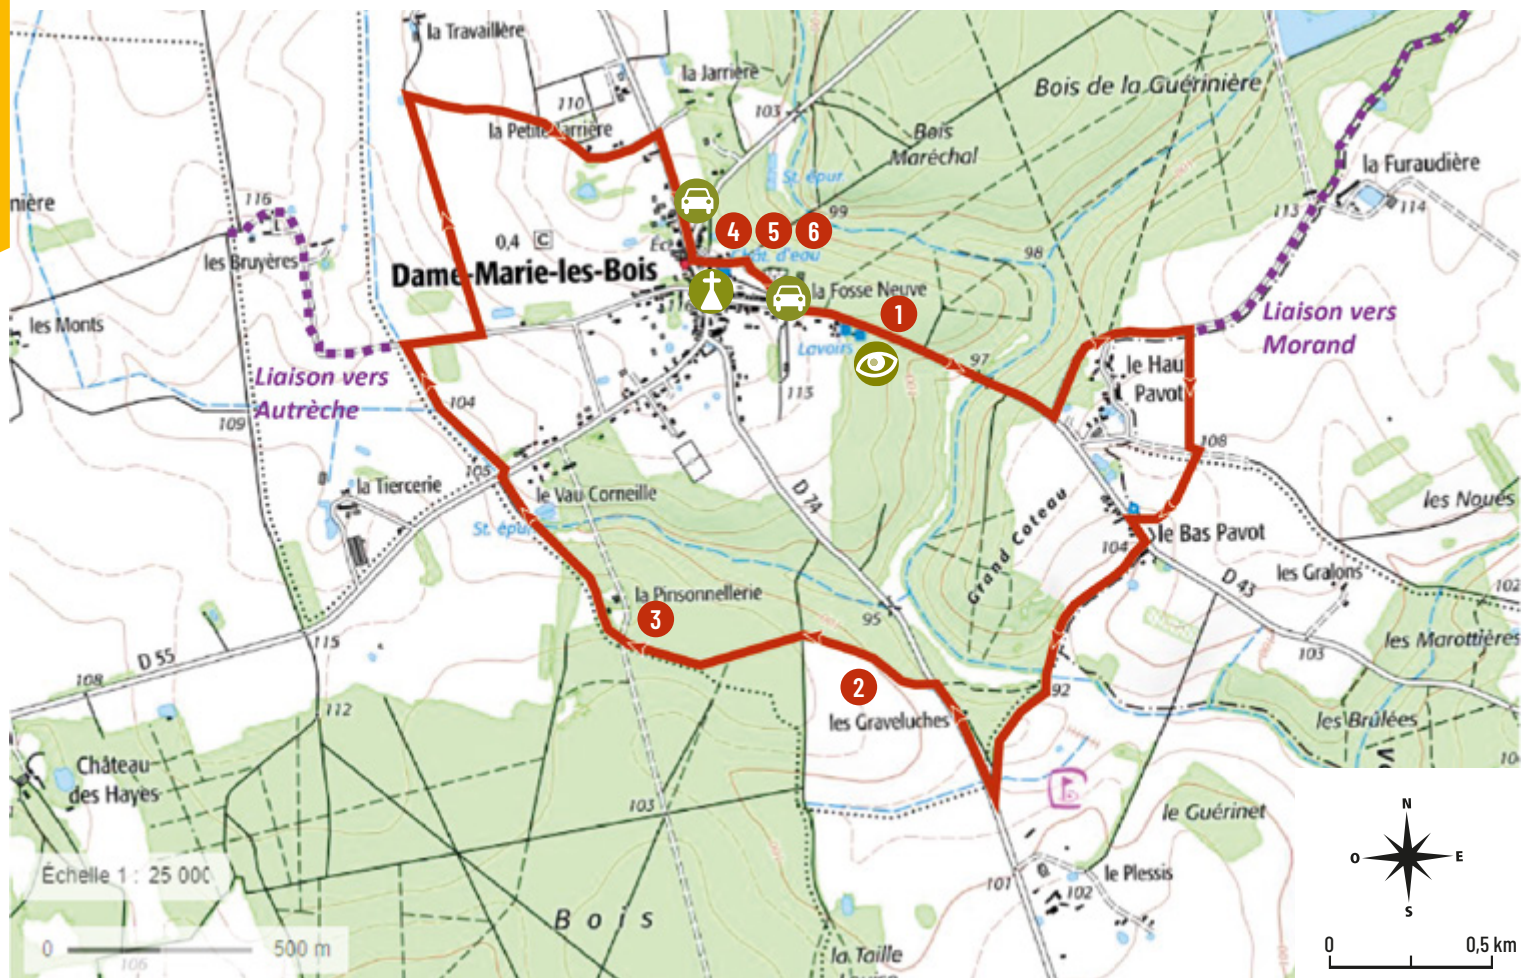 la Travaillère
la Jarrière
110
la Petite Jarrière
103
Bois de la Guérinière
Bois
Maréchal
St. épur.
la Furaudière
nière
116
99
113
114
4 5 6
les Bruyères
0,4 C
98
Dame-Marie-les-Bois
la Fosse Neuve
1
Liaison vers
Morand
les Monts
Lavoirs
97
le Hau
Pavot
Liaison vers
Autrèche
104
109
115
108
105
la Tiercerie
le Vau Corneille
D 74
les Noues
St. épur.
Grand Coteau
104
le Bas Pavot
la Pinsonnellerie
3
95
D 43
les Gralons
102
115
D 55
108
les Marottières
103
2
92
112
les Graveluches
les Brûlées
Château
des Hayes
103
le Guérinet
Échelle 1 : 25 000
101
102
le Plessis
Bois
0 500 m
106
la Taille
N
O E
S
0 0,5 km